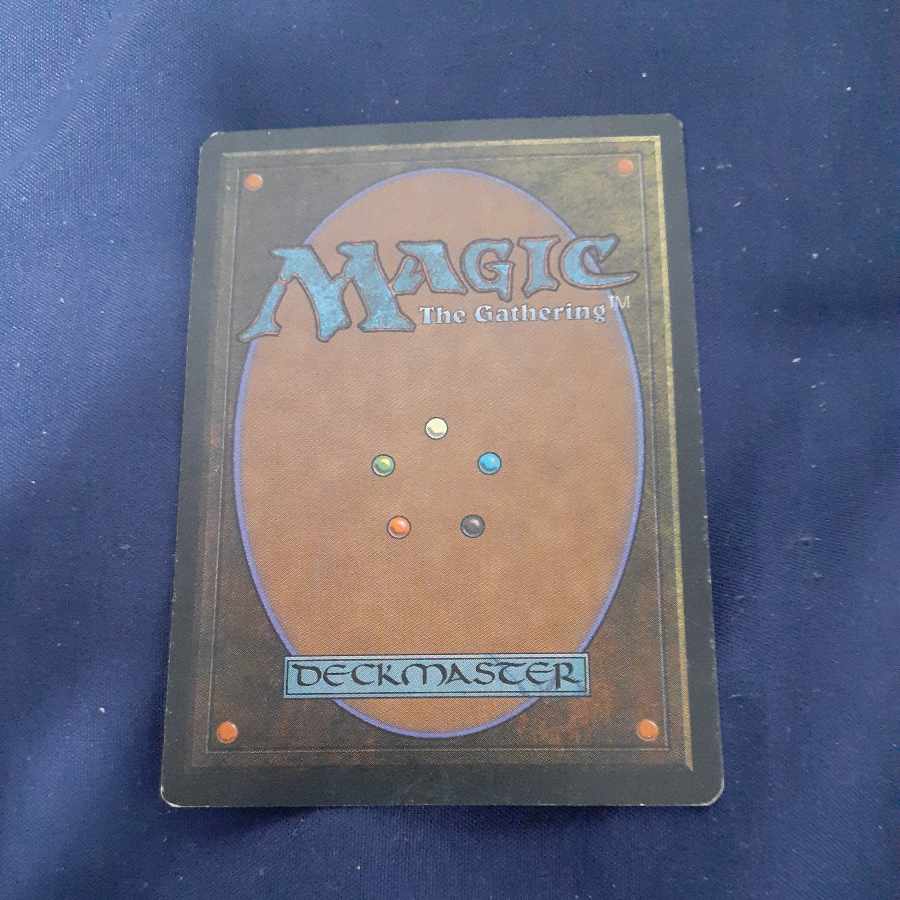 MAGIC
The Gathering™
DECKMASTER